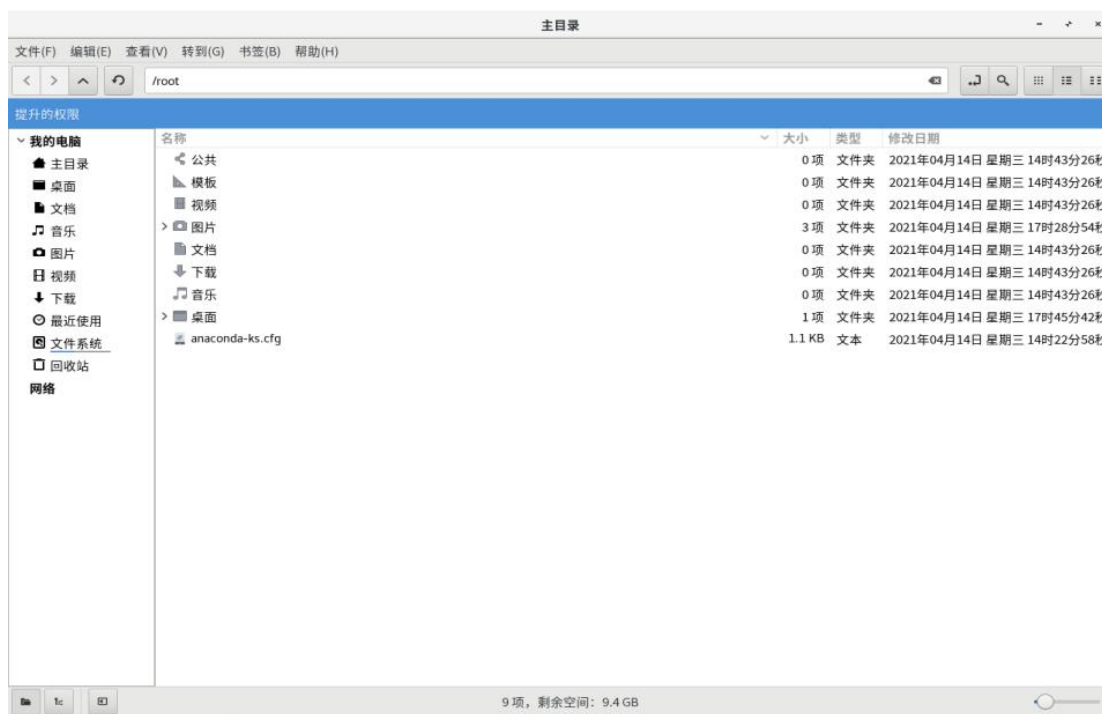 主目录
文件(F) 编辑(E) 查看(V) 转到(G) 书签(B) 帮助(H)
/root
提升的权限
我的电脑
主目录
桌面
文档
音乐
图片
视频
下载
最近使用
文件系统
回收站
网络
名称 大小 类型 修改日期
公共 0 项 文件夹 2021年04月14日 星期三 14时43分26秒
模板 0 项 文件夹 2021年04月14日 星期三 14时43分26秒
视频 0 项 文件夹 2021年04月14日 星期三 14时43分26秒
图片 3 项 文件夹 2021年04月14日 星期三 17时28分54秒
文档 0 项 文件夹 2021年04月14日 星期三 14时43分26秒
下载 0 项 文件夹 2021年04月14日 星期三 14时43分26秒
音乐 0 项 文件夹 2021年04月14日 星期三 14时43分26秒
桌面 1 项 文件夹 2021年04月14日 星期三 17时45分42秒
anaconda-ks.cfg 1.1 KB 文本 2021年04月14日 星期三 14时22分58秒
9 项，剩余空间：9.4 GB